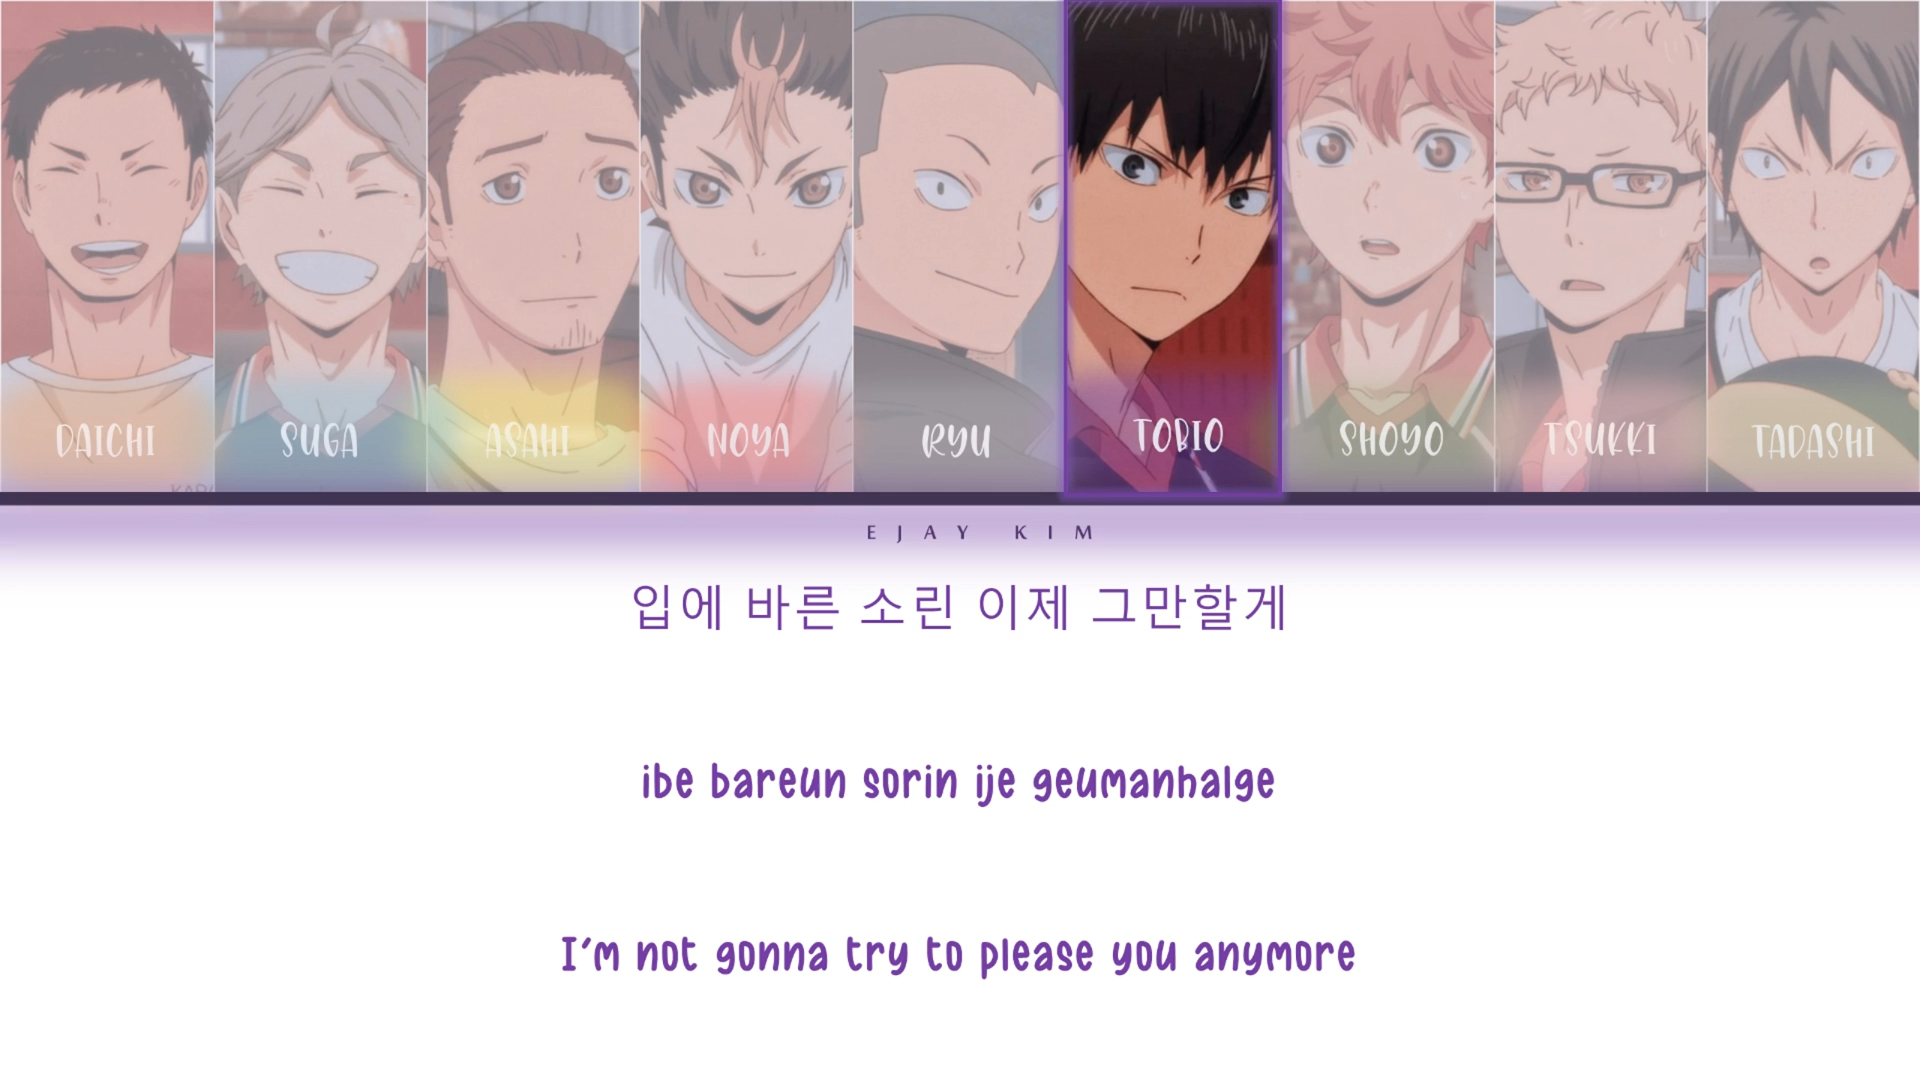 DAICHI
SUGA
ASAHI
NOYA
RYU
TOBIO
SHOYO
TSUKKI
TADASHI
EJAY KIM
입에 바른 소린 이제 그만할게
ibe bareun sorin ije geumanhalge
I'm not gonna try to please you anymore